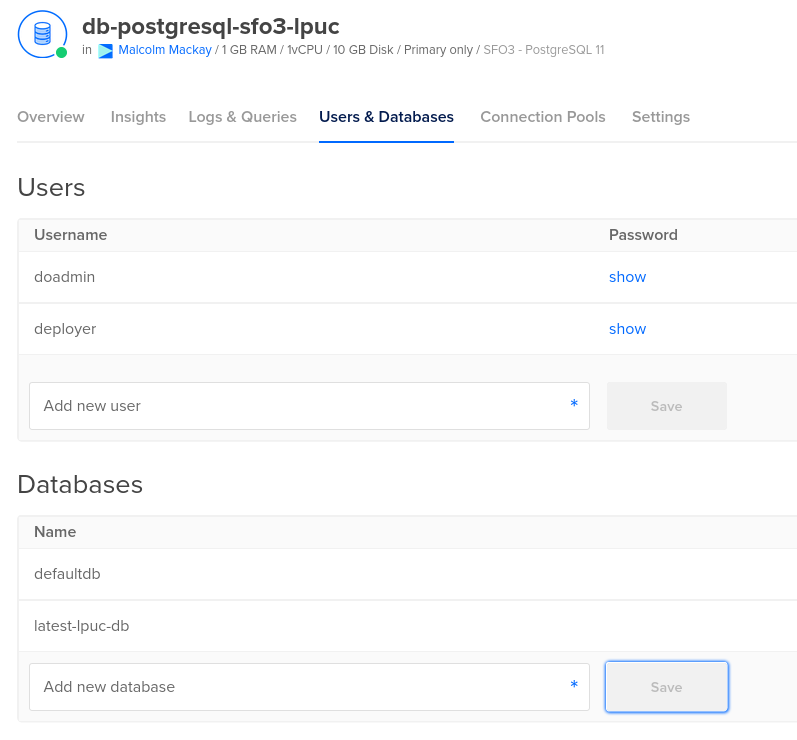 db-postgresql-sfo3-lpuc
in Malcolm Mackay / 1 GB RAM / 1vCPU / 10 GB Disk / Primary only / SFO3 - PostgreSQL 11
Overview Insights Logs & Queries Users & Databases Connection Pools Settings
Users
Username Password
doadmin show
deployer show
Add new user * Save
Databases
Name
defaultdb
latest-lpuc-db
Add new database * Save